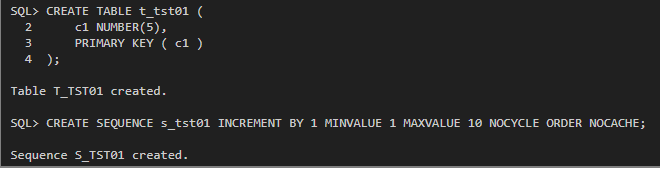 SQL> CREATE TABLE t_tst01 (
  2      c1 NUMBER(5),
  3      PRIMARY KEY ( c1 )
  4  );
Table T_TST01 created.
SQL> CREATE SEQUENCE s_tst01 INCREMENT BY 1 MINVALUE 1 MAXVALUE 10 NOCYCLE ORDER NOCACHE;
Sequence S_TST01 created.